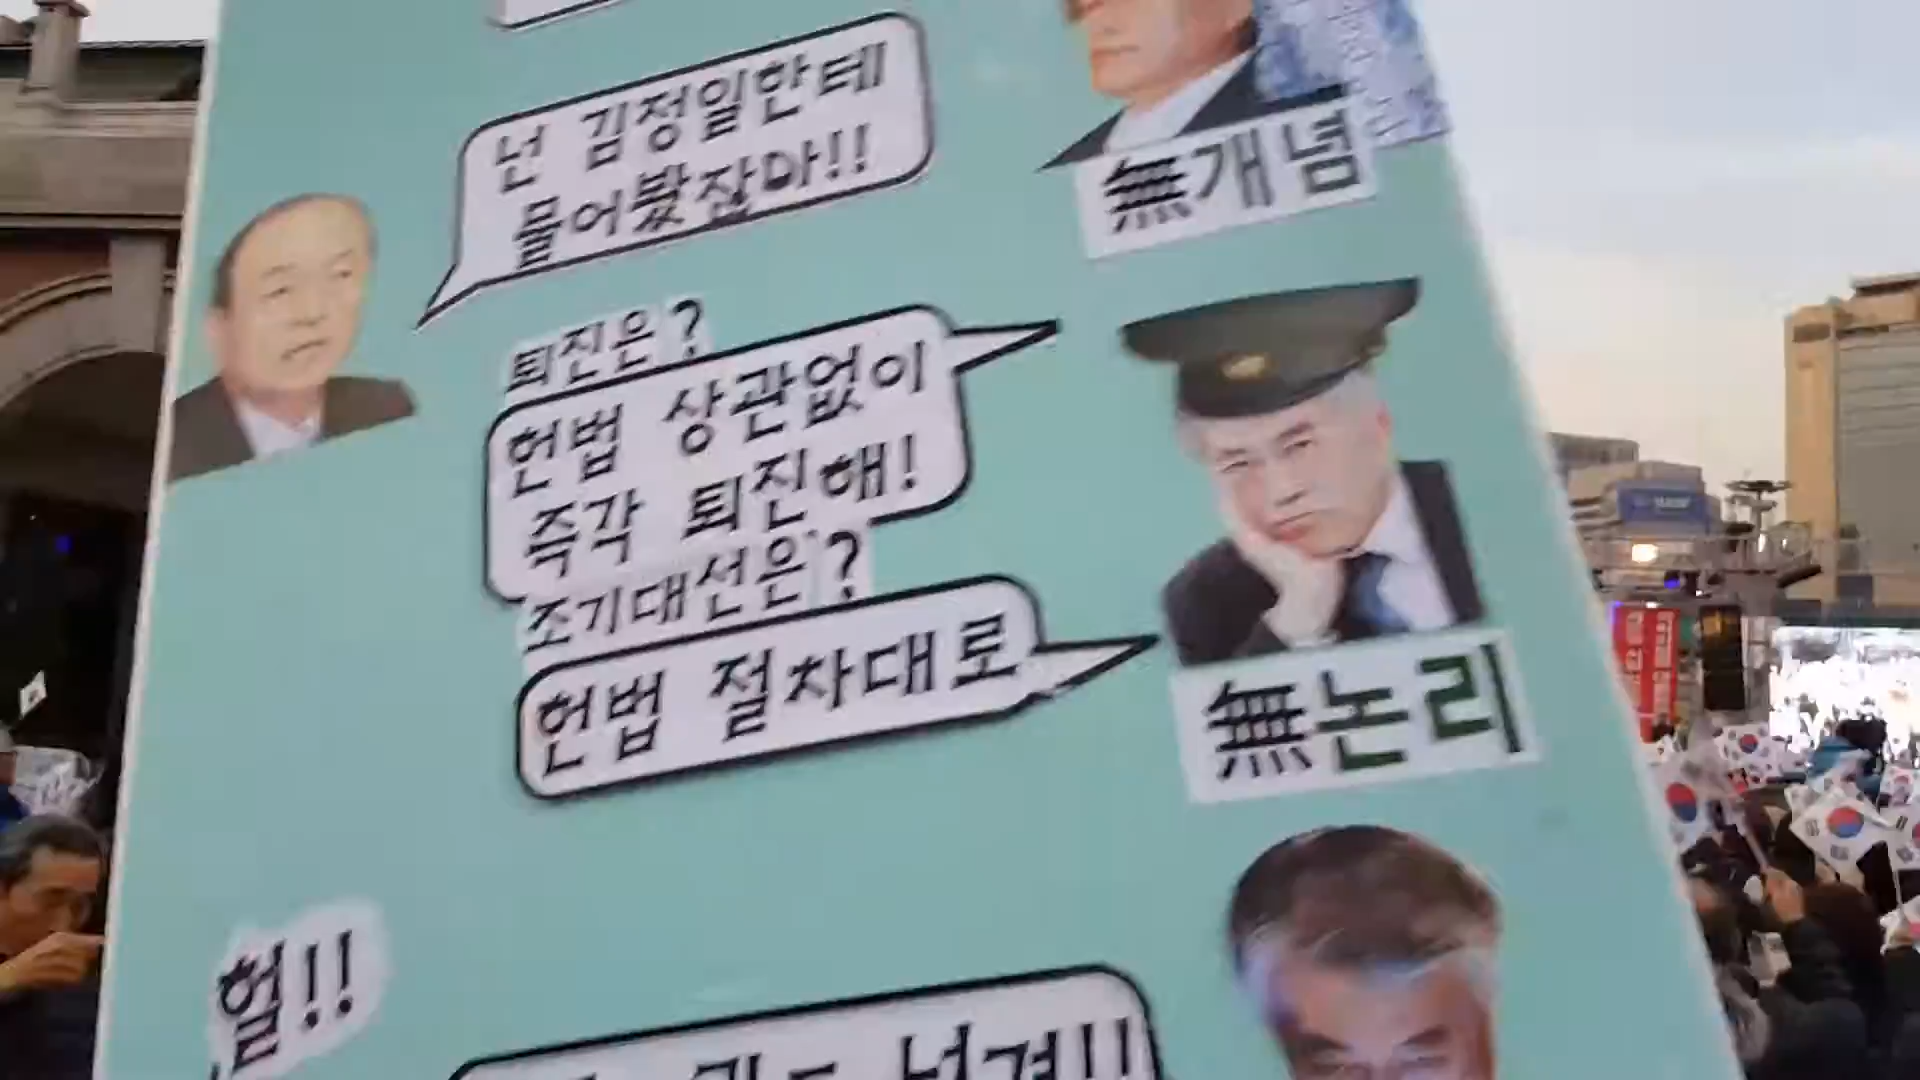 넌 김정일한테
물어봤잖아!!
無개념
퇴진은?
헌법 상관없이
즉각 퇴진해!
조기대선은?
헌법 절차대로
無논리
헐!!